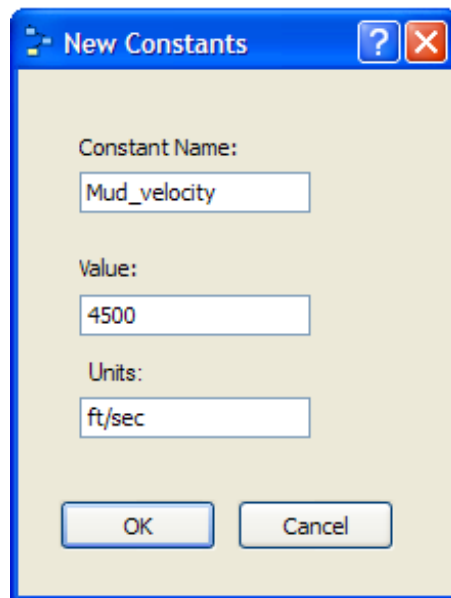 New Constants ?
Constant Name:
Mud_velocity
Value:
4500
Units:
ft/sec
OK Cancel